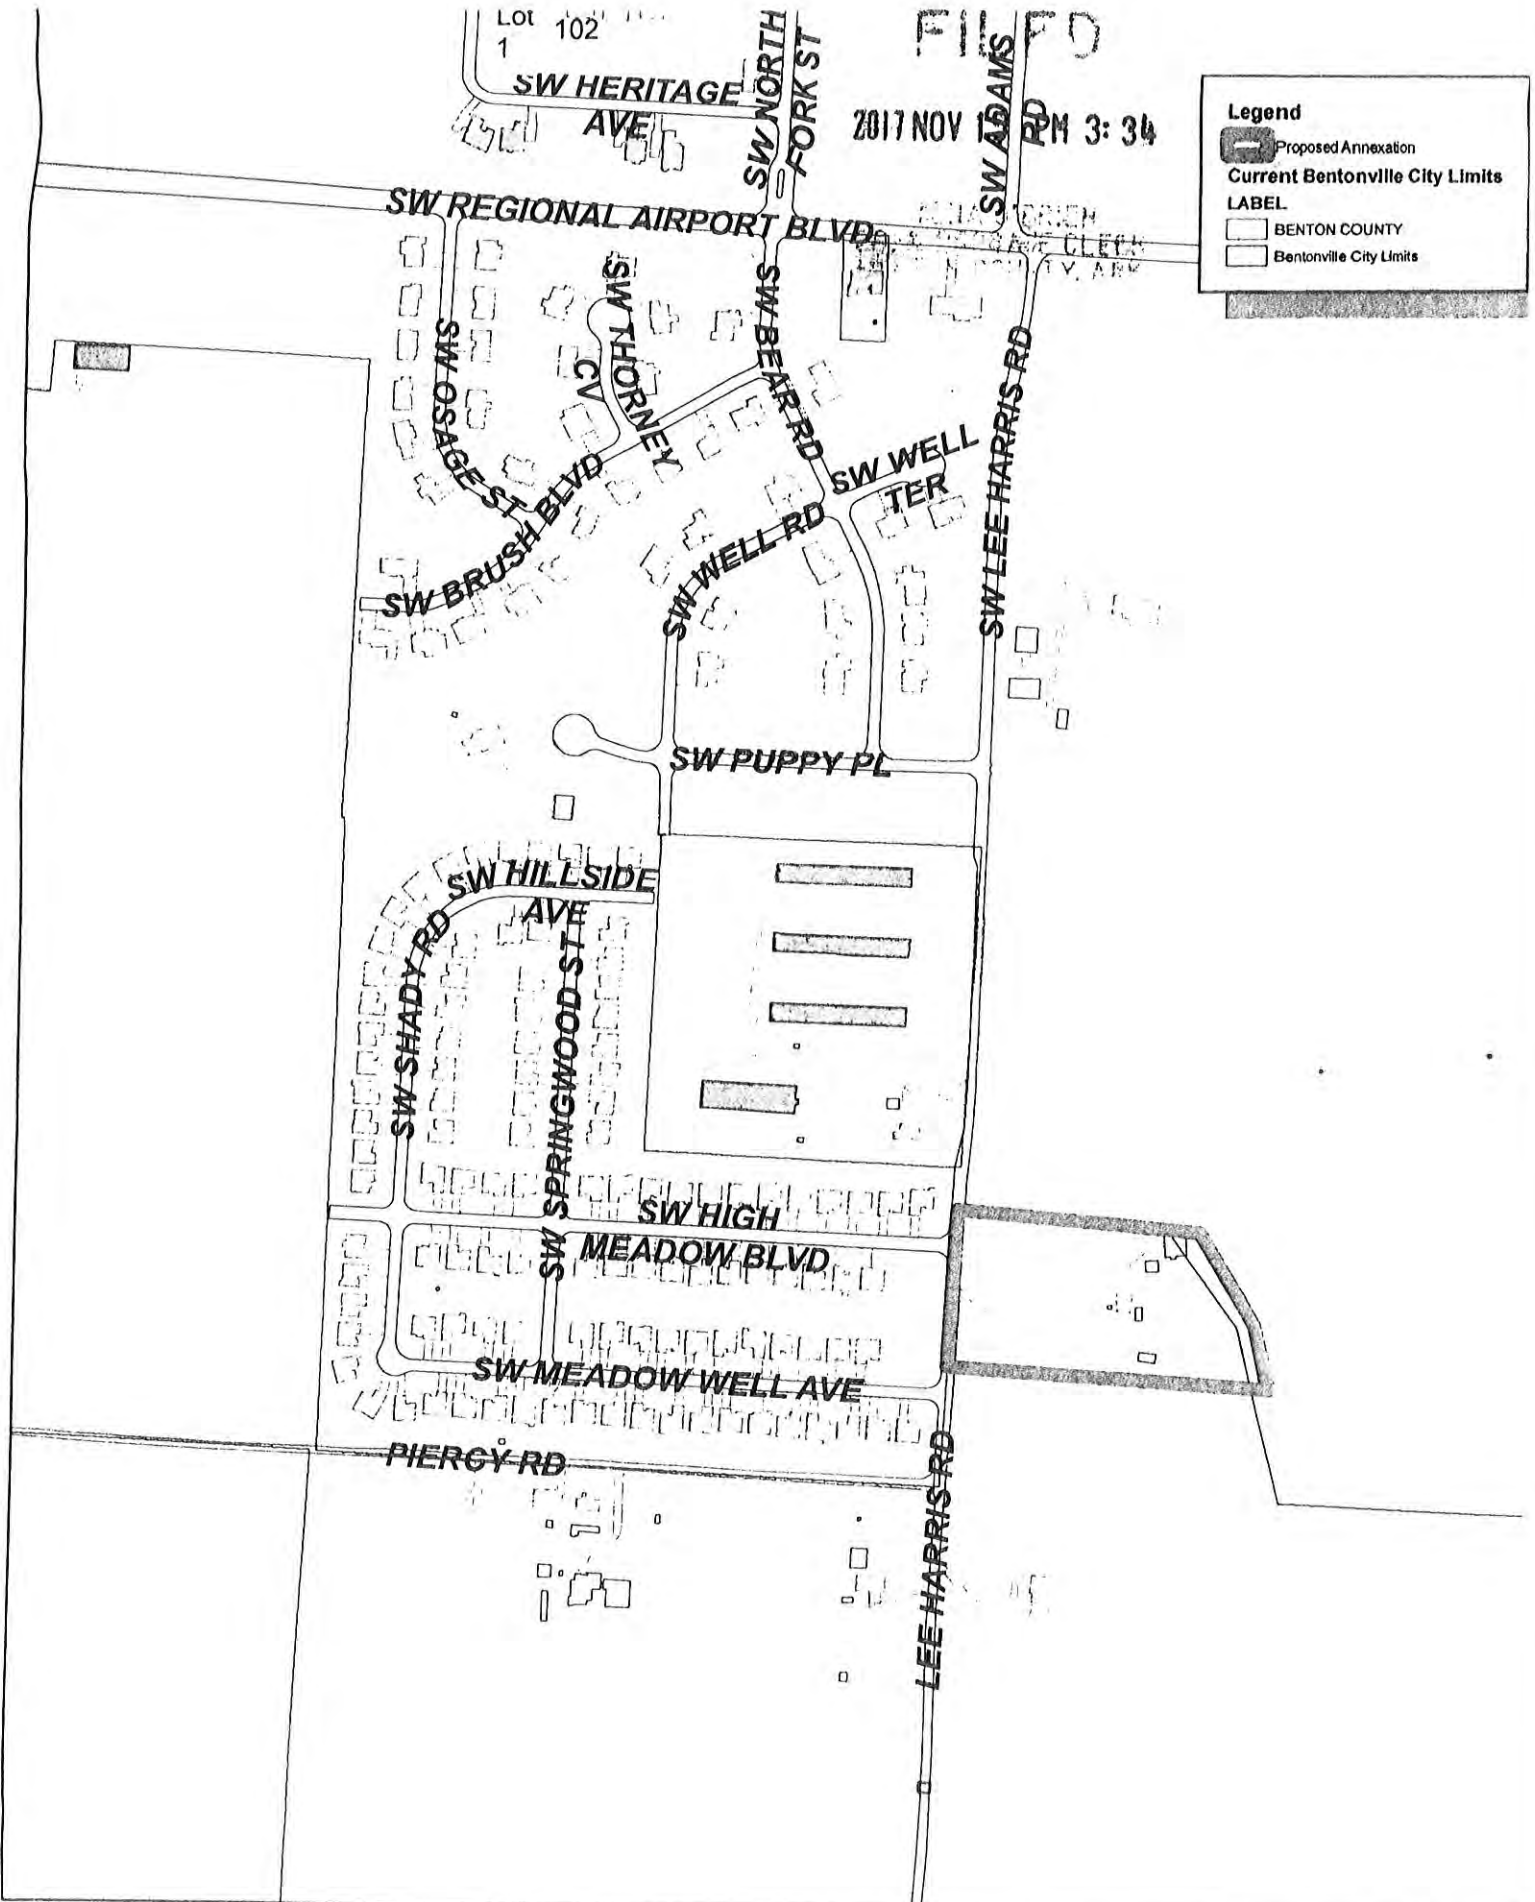 Lot 102
1
FILED
SW HERITAGE
AVE
SW NORTH
FORK ST
SW ADAMS
RD
2017 NOV PM 3: 34
Legend
Proposed Annexation
Current Bentonville City Limits
LABEL
BENTON COUNTY
Bentonville City Limits
SW REGIONAL AIRPORT BLVD
CLERK
SW OSAGE ST
SW THORNEY
CV
SW BEAR RD
SW LEE HARRIS RD
SW WELL
TER
SW BRUSH BLVD
SW WELL RD
SW PUPPY PL
SW HILLSIDE
AVE
SW SHADY RD
SW SPRINGWOOD ST
SW HIGH
MEADOW BLVD
SW MEADOW WELL AVE
PIERCY RD
LEE HARRIS RD